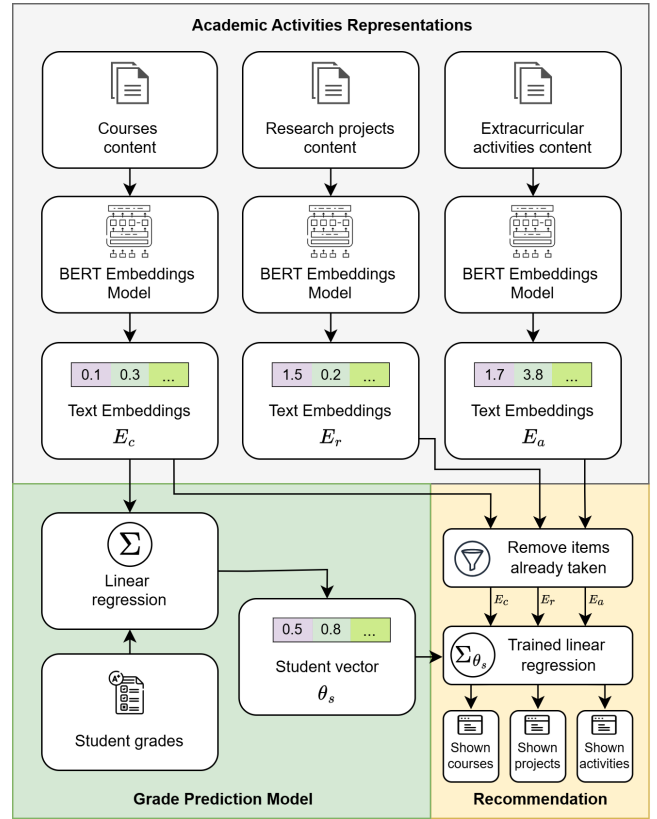 Academic Activities Representations
Courses
content
Research projects
content
Extracurricular
activities content
BERT Embeddings
Model
BERT Embeddings
Model
BERT Embeddings
Model
0.1 0.3 ...
Text Embeddings
E_c
1.5 0.2 ...
Text Embeddings
E_r
1.7 3.8 ...
Text Embeddings
E_a
Σ
Linear
regression
0.5 0.8 ...
Student vector
θ_s
A+
Student grades
Grade Prediction Model
Remove items
already taken
E_c E_r E_a
Σ_θ_s
Trained linear
regression
Shown
courses
Shown
projects
Shown
activities
Recommendation